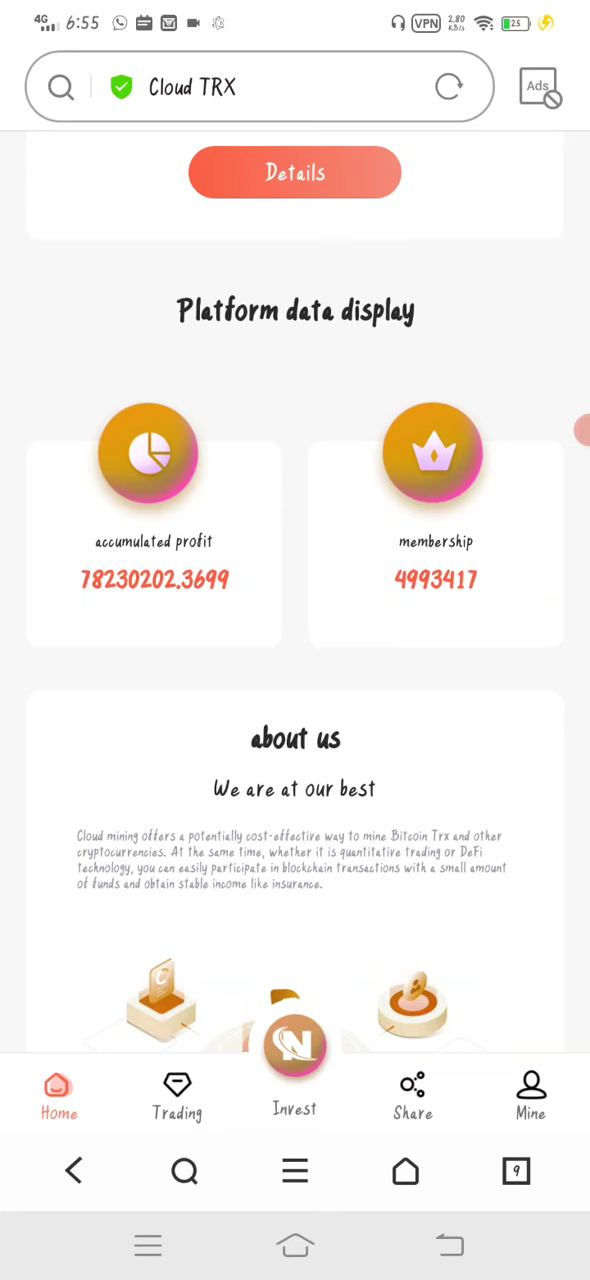 4G 6:55 VPN 2.80 KB/s 25
Cloud TRX
Ads
Details
Platform data display
accumulated profit
78230202.3699
membership
4993417
about us
We are at our best
Cloud mining offers a potentially cost-effective way to mine Bitcoin Trx and other
cryptocurrencies. At the same time, whether it is quantitative trading or DeFi
technology, you can easily participate in blockchain transactions with a small amount
of funds and obtain stable income like insurance.
N
Home
Trading
Invest
Share
Mine
9